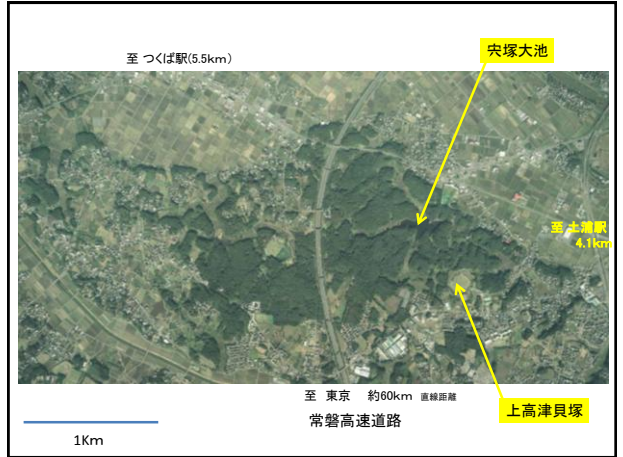 宍塚大池
至 つくば駅(5.5km)
至 土浦駅
4.1km
至 東京 約60km 直線距離
常磐高速道路
上高津貝塚
1Km